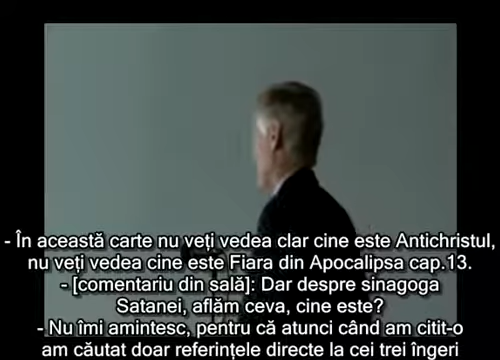 - În această carte nu veți vedea clar cine este Antichristul,
nu veți vedea cine este Fiara din Apocalipsa cap.13.
- [comentariu din sală]: Dar despre sinagoga
Satanei, aflăm ceva, cine este?
- Nu îmi amintesc, pentru că atunci când am citit-o
am căutat doar referințele directe la cei trei îngeri